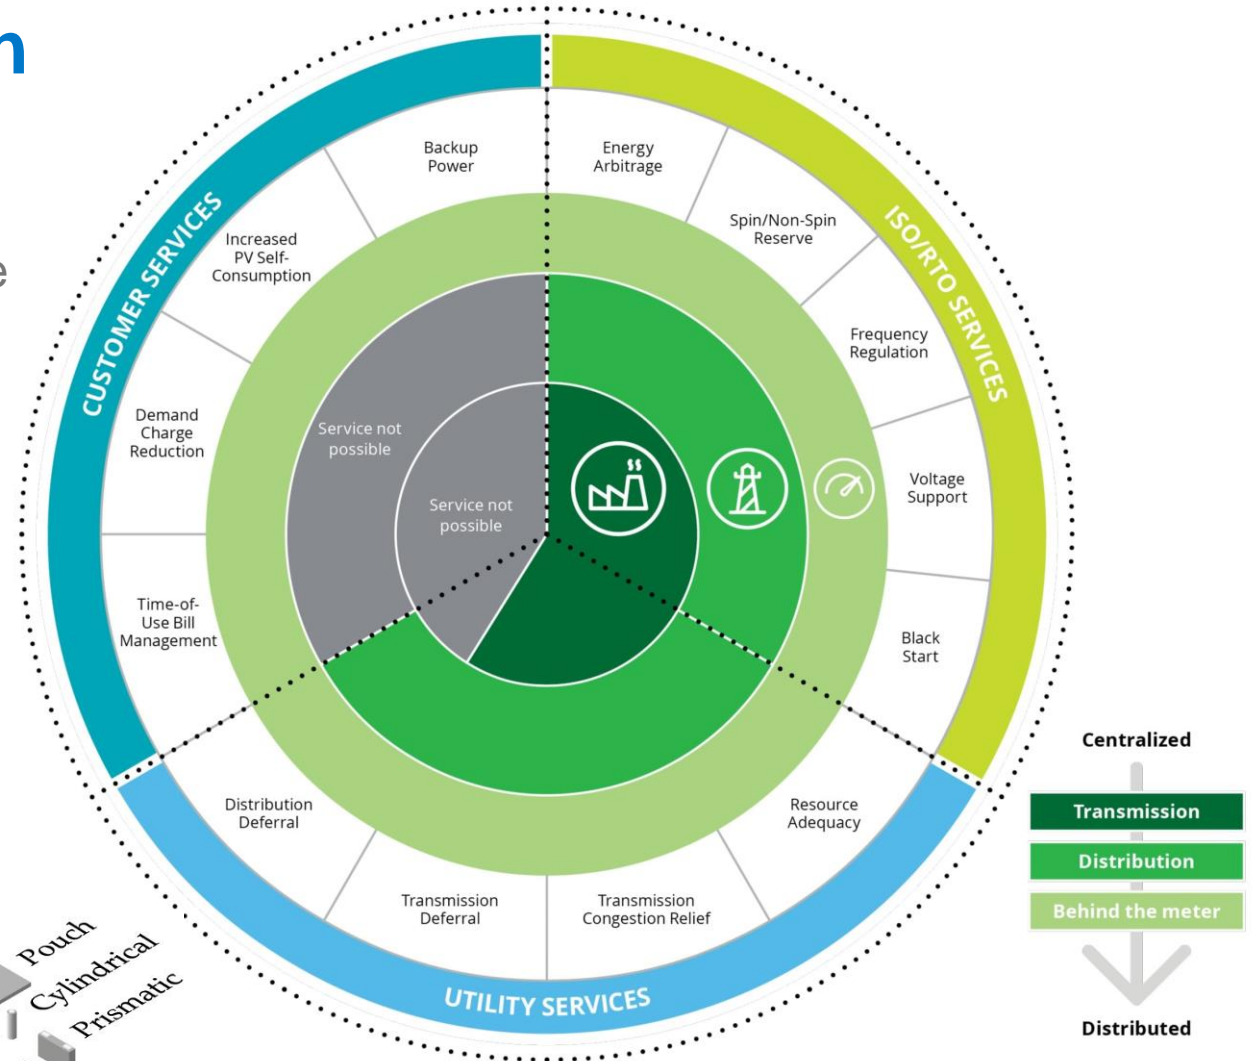 n
e
CUSTOMER SERVICES
ISO/RTO SERVICES
UTILITY SERVICES
Backup
Power
Energy
Arbitrage
Spin/Non-Spin
Reserve
Frequency
Regulation
Voltage
Support
Black
Start
Resource
Adequacy
Transmission
Congestion Relief
Transmission
Deferral
Distribution
Deferral
Time-of-
Use Bill
Management
Demand
Charge
Reduction
Increased
PV Self-
Consumption
Service not
possible
Service not
possible
Centralized
Transmission
Distribution
Behind the meter
Distributed
Pouch
Cylindrical
Prismatic